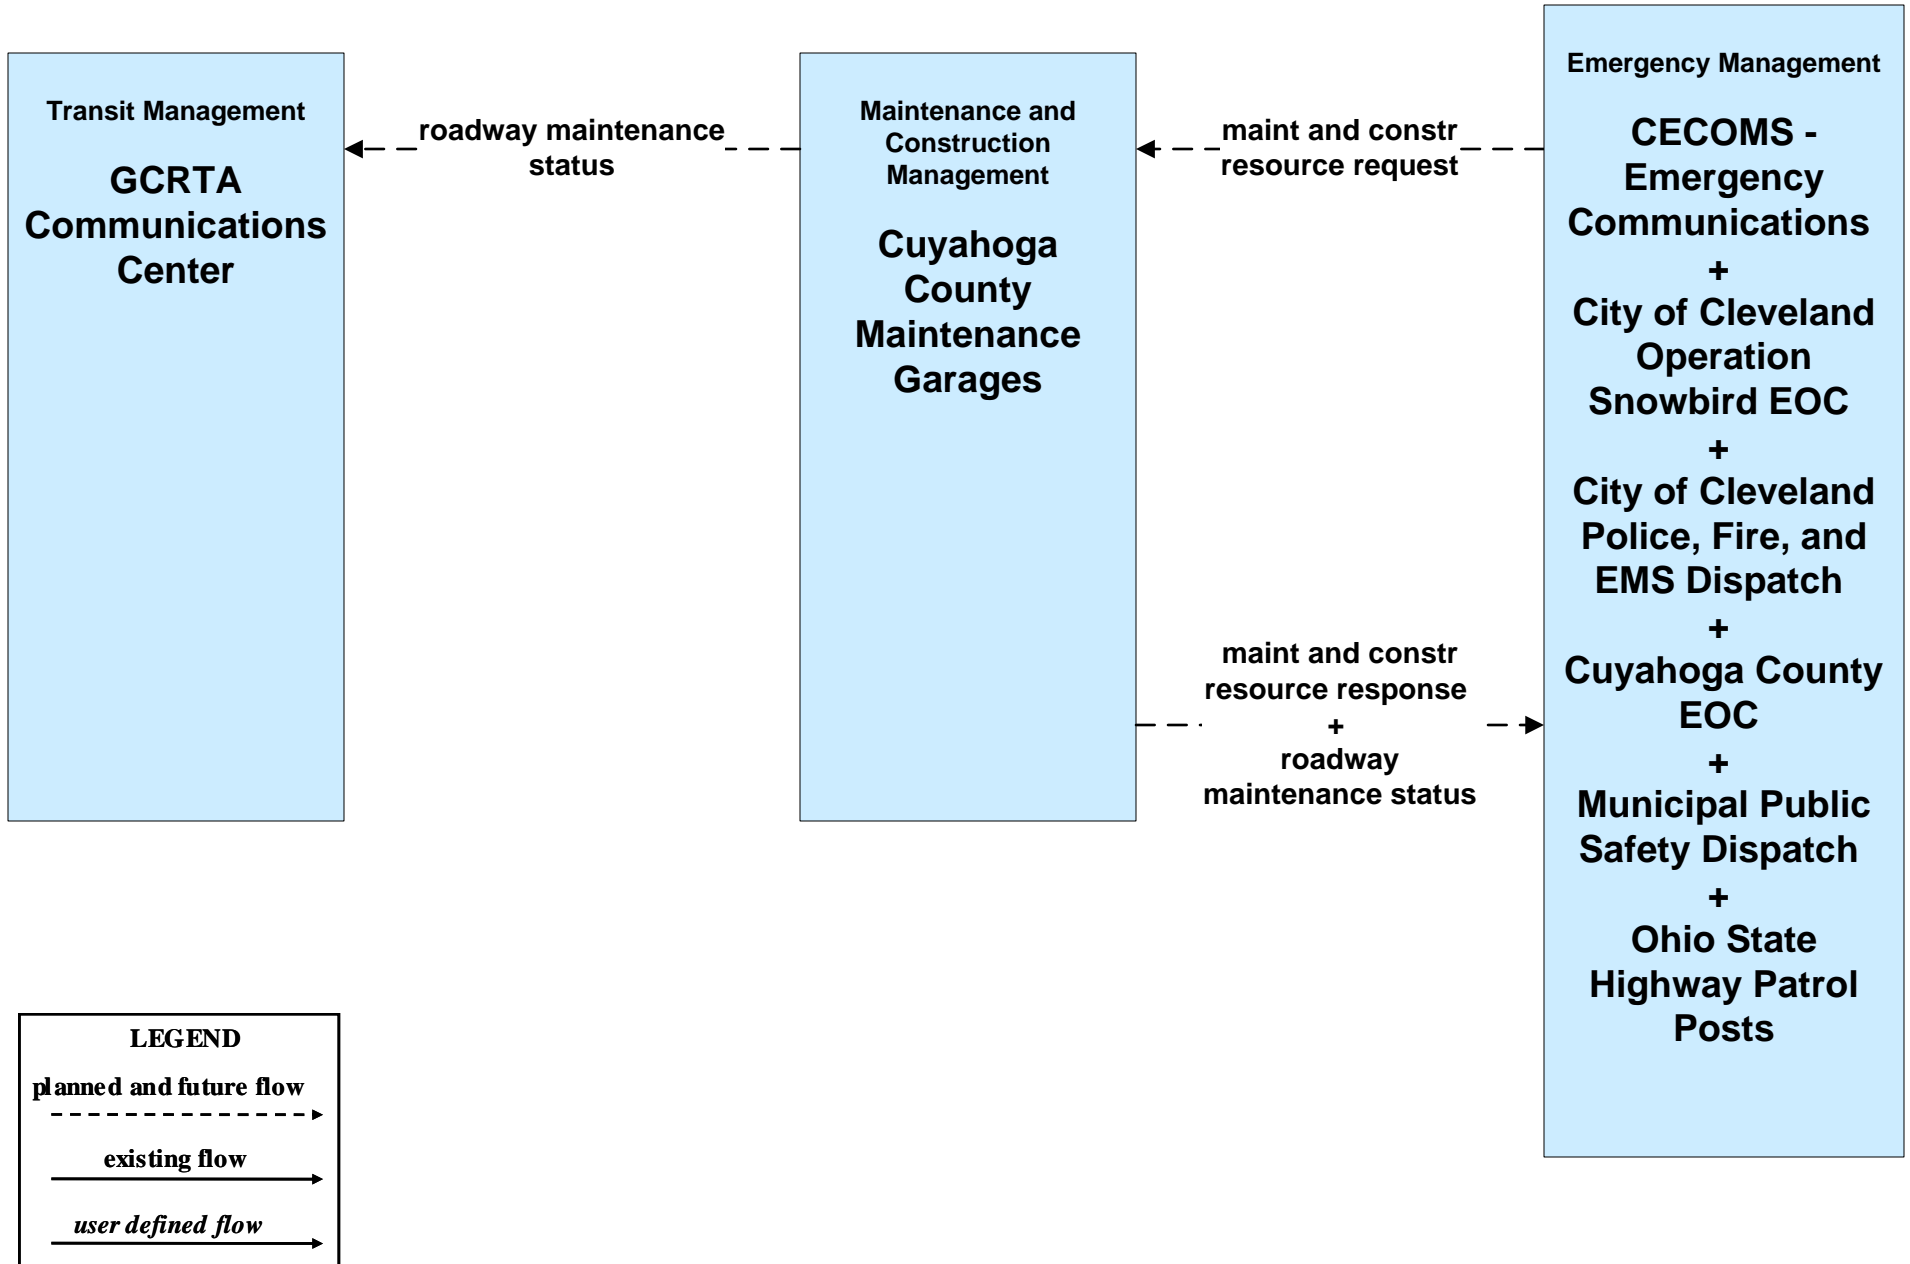 Transit Management
GCRTA
Communications
Center
roadway maintenance
status
Maintenance and
Construction
Management
Cuyahoga
County
Maintenance
Garages
maint and constr
resource request
maint and constr
resource response
+
roadway
maintenance status
Emergency Management
CECOMS -
Emergency
Communications
+
City of Cleveland
Operation
Snowbird EOC
+
City of Cleveland
Police, Fire, and
EMS Dispatch
+
Cuyahoga County
EOC
+
Municipal Public
Safety Dispatch
+
Ohio State
Highway Patrol
Posts
LEGEND
planned and future flow
existing flow
user defined flow